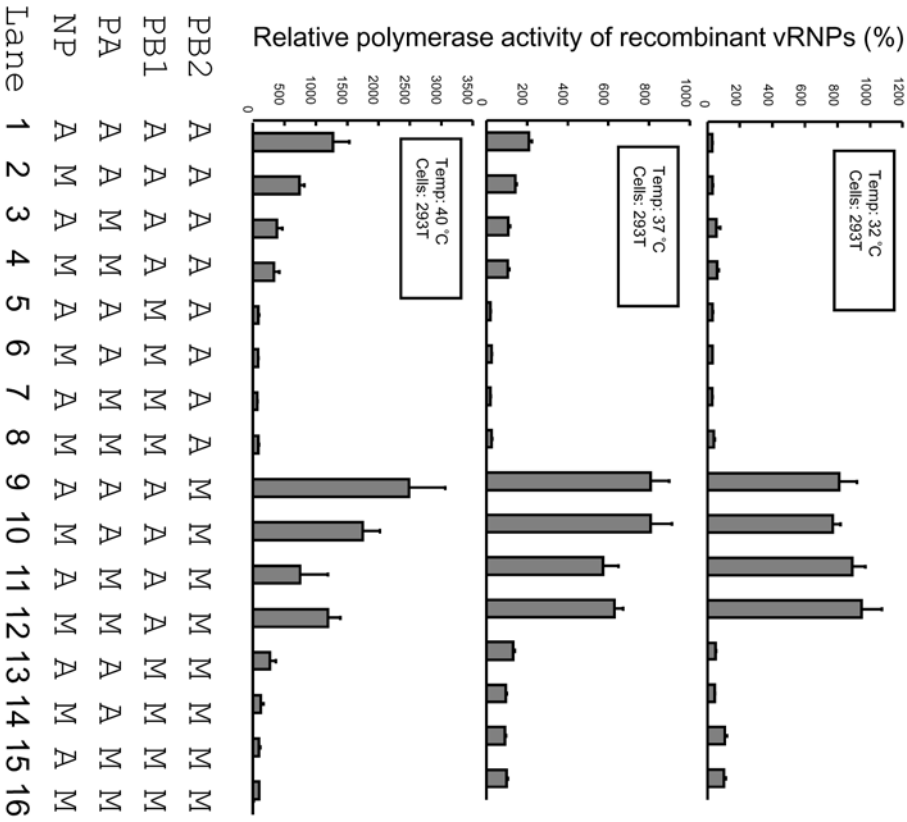 Relative polymerase activity of recombinant vRNPs (%)
1200
1000
800
600
400
200
0
Temp: 32 °C
Cells: 293T
1000
800
600
400
200
0
Temp: 37 °C
Cells: 293T
3500
3000
2500
2000
1500
1000
500
0
Temp: 40 °C
Cells: 293T
PB2 A A A A A A A A M M M M M M M M
PB1 A A A A M M M M A A A A M M M M
PA A A M M A A M M A A M M A A M M
NP A M A M A M A M A M A M A M A M
Lane 1 2 3 4 5 6 7 8 9 10 11 12 13 14 15 16